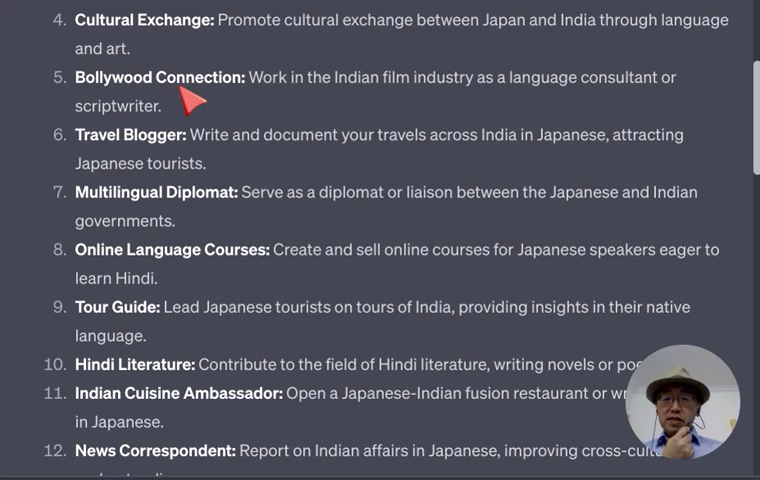 4. Cultural Exchange: Promote cultural exchange between Japan and India through language
and art.
5. Bollywood Connection: Work in the Indian film industry as a language consultant or
scriptwriter.
6. Travel Blogger: Write and document your travels across India in Japanese, attracting
Japanese tourists.
7. Multilingual Diplomat: Serve as a diplomat or liaison between the Japanese and Indian
governments.
8. Online Language Courses: Create and sell online courses for Japanese speakers eager to
learn Hindi.
9. Tour Guide: Lead Japanese tourists on tours of India, providing insights in their native
language.
10. Hindi Literature: Contribute to the field of Hindi literature, writing novels or
11. Indian Cuisine Ambassador: Open a Japanese-Indian fusion restaurant or
in Japanese.
12. News Correspondent: Report on Indian affairs in Japanese, improving